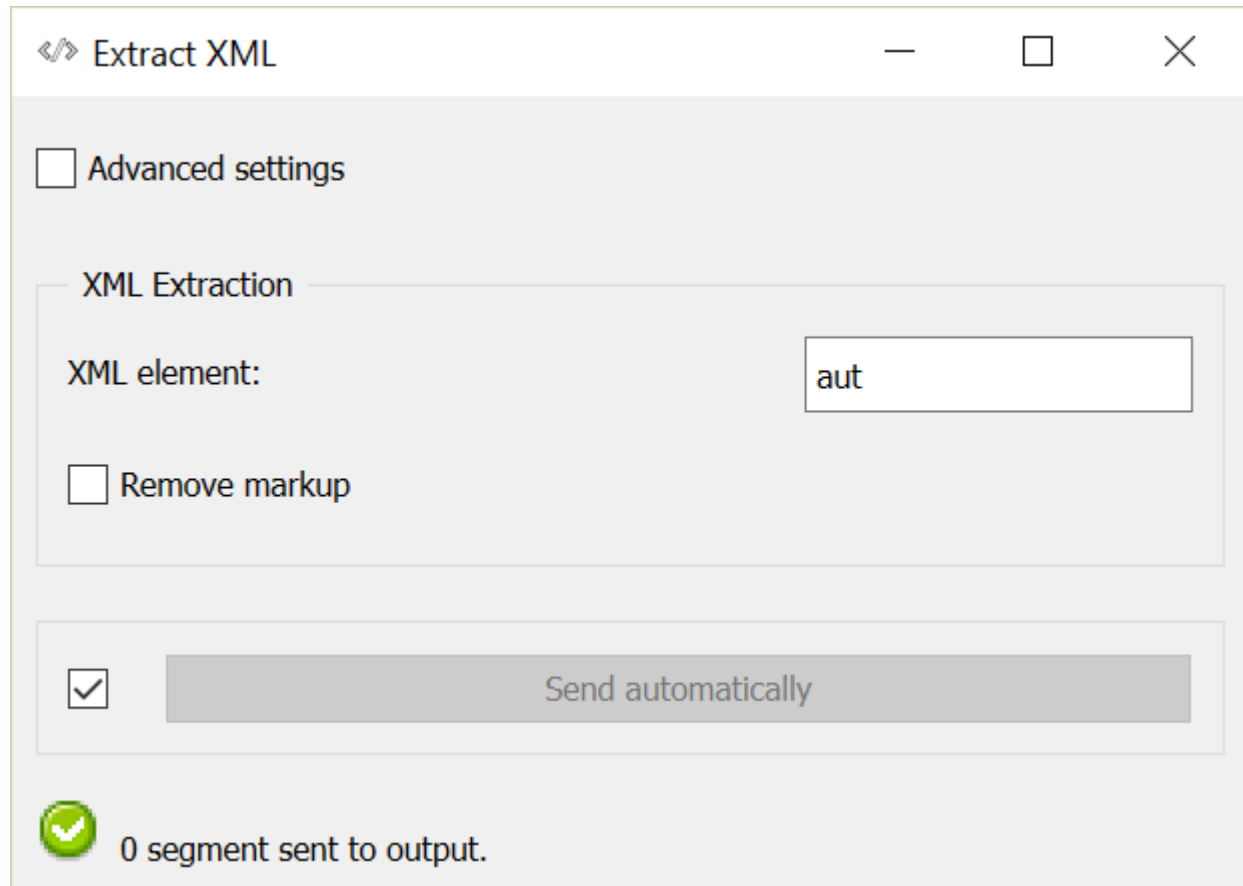 Extract XML
Advanced settings
XML Extraction
XML element:
aut
Remove markup
Send automatically
0 segment sent to output.